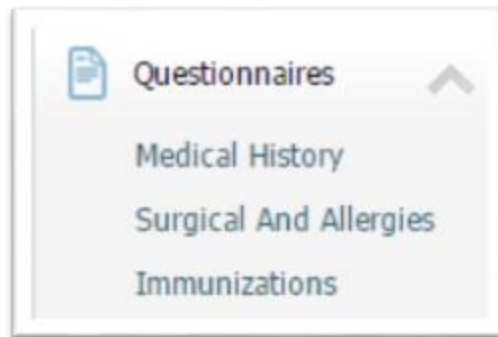 Questionnaires
Medical History
Surgical And Allergies
Immunizations